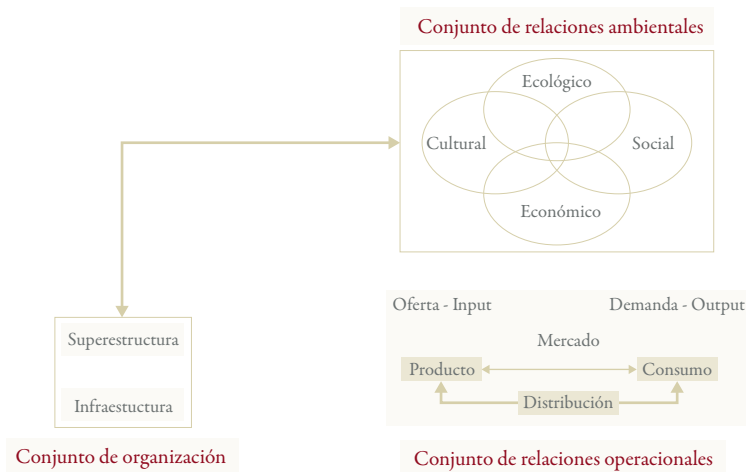 Conjunto de relaciones ambientales
Ecológico
Cultural
Social
Económico
Oferta - Input
Demanda - Output
Mercado
Producto
Consumo
Distribución
Superestructura
Infraestuctura
Conjunto de organización
Conjunto de relaciones operacionales